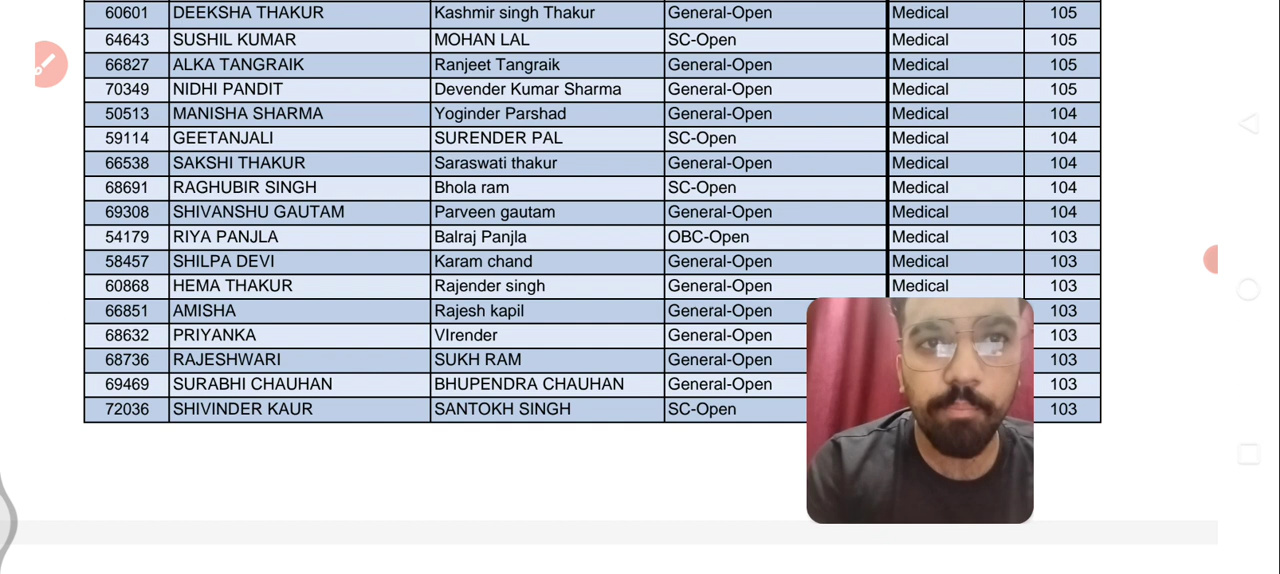 60601 DEEKSHA THAKUR Kashmir singh Thakur General-Open Medical 105
64643 SUSHIL KUMAR MOHAN LAL SC-Open Medical 105
66827 ALKA TANGRAIK Ranjeet Tangraik General-Open Medical 105
70349 NIDHI PANDIT Devender Kumar Sharma General-Open Medical 105
50513 MANISHA SHARMA Yoginder Parshad General-Open Medical 104
59114 GEETANJALI SURENDER PAL SC-Open Medical 104
66538 SAKSHI THAKUR Saraswati thakur General-Open Medical 104
68691 RAGHUBIR SINGH Bhola ram SC-Open Medical 104
69308 SHIVANSHU GAUTAM Parveen gautam General-Open Medical 104
54179 RIYA PANJLA Balraj Panjla OBC-Open Medical 103
58457 SHILPA DEVI Karam chand General-Open Medical 103
60868 HEMA THAKUR Rajender singh General-Open Medical 103
66851 AMISHA Rajesh kapil General-Open 103
68632 PRIYANKA VIrender General-Open 103
68736 RAJESHWARI SUKH RAM General-Open 103
69469 SURABHI CHAUHAN BHUPENDRA CHAUHAN General-Open 103
72036 SHIVINDER KAUR SANTOKH SINGH SC-Open 103